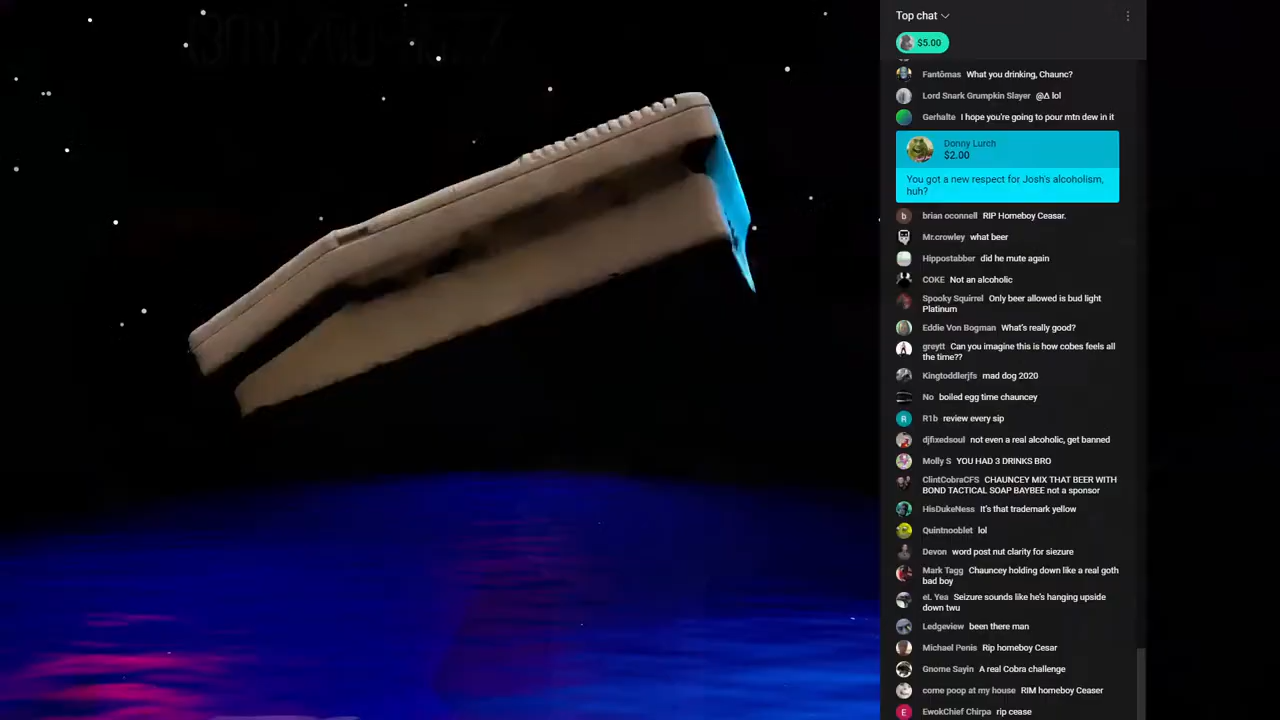 Top chat
$5.00
Fantômas What you drinking, Chaunc?
Lord Snark Grumpkin Slayer @Δ lol
Gerhalte I hope you're going to pour mtn dew in it
Donny Lurch
$2.00
You got a new respect for Josh's alcoholism,
huh?
b
brian oconnell RIP Homeboy Ceasar.
Mr.crowley what beer
Hippostabber did he mute again
COKE Not an alcoholic
Spooky Squirrel Only beer allowed is bud light
Platinum
Eddie Von Bogman What's really good?
greytt Can you imagine this is how cobes feels all
the time??
Kingtoddlerjfs mad dog 2020
No boiled egg time chauncey
R
R1b review every sip
djfixedsoul not even a real alcoholic, get banned
Molly S YOU HAD 3 DRINKS BRO
ClintCobraCFS CHAUNCEY MIX THAT BEER WITH
BOND TACTICAL SOAP BAYBEE not a sponsor
HisDukeNess It's that trademark yellow
Quintnooblet lol
Devon word post nut clarity for siezure
Mark Tagg Chauncey holding down like a real goth
bad boy
eL Yea Seizure sounds like he's hanging upside
down twu
Ledgeview been there man
Michael Penis Rip homeboy Cesar
Gnome Sayin A real Cobra challenge
come poop at my house RIM homeboy Ceaser
E
EwokChief Chirpa rip cease